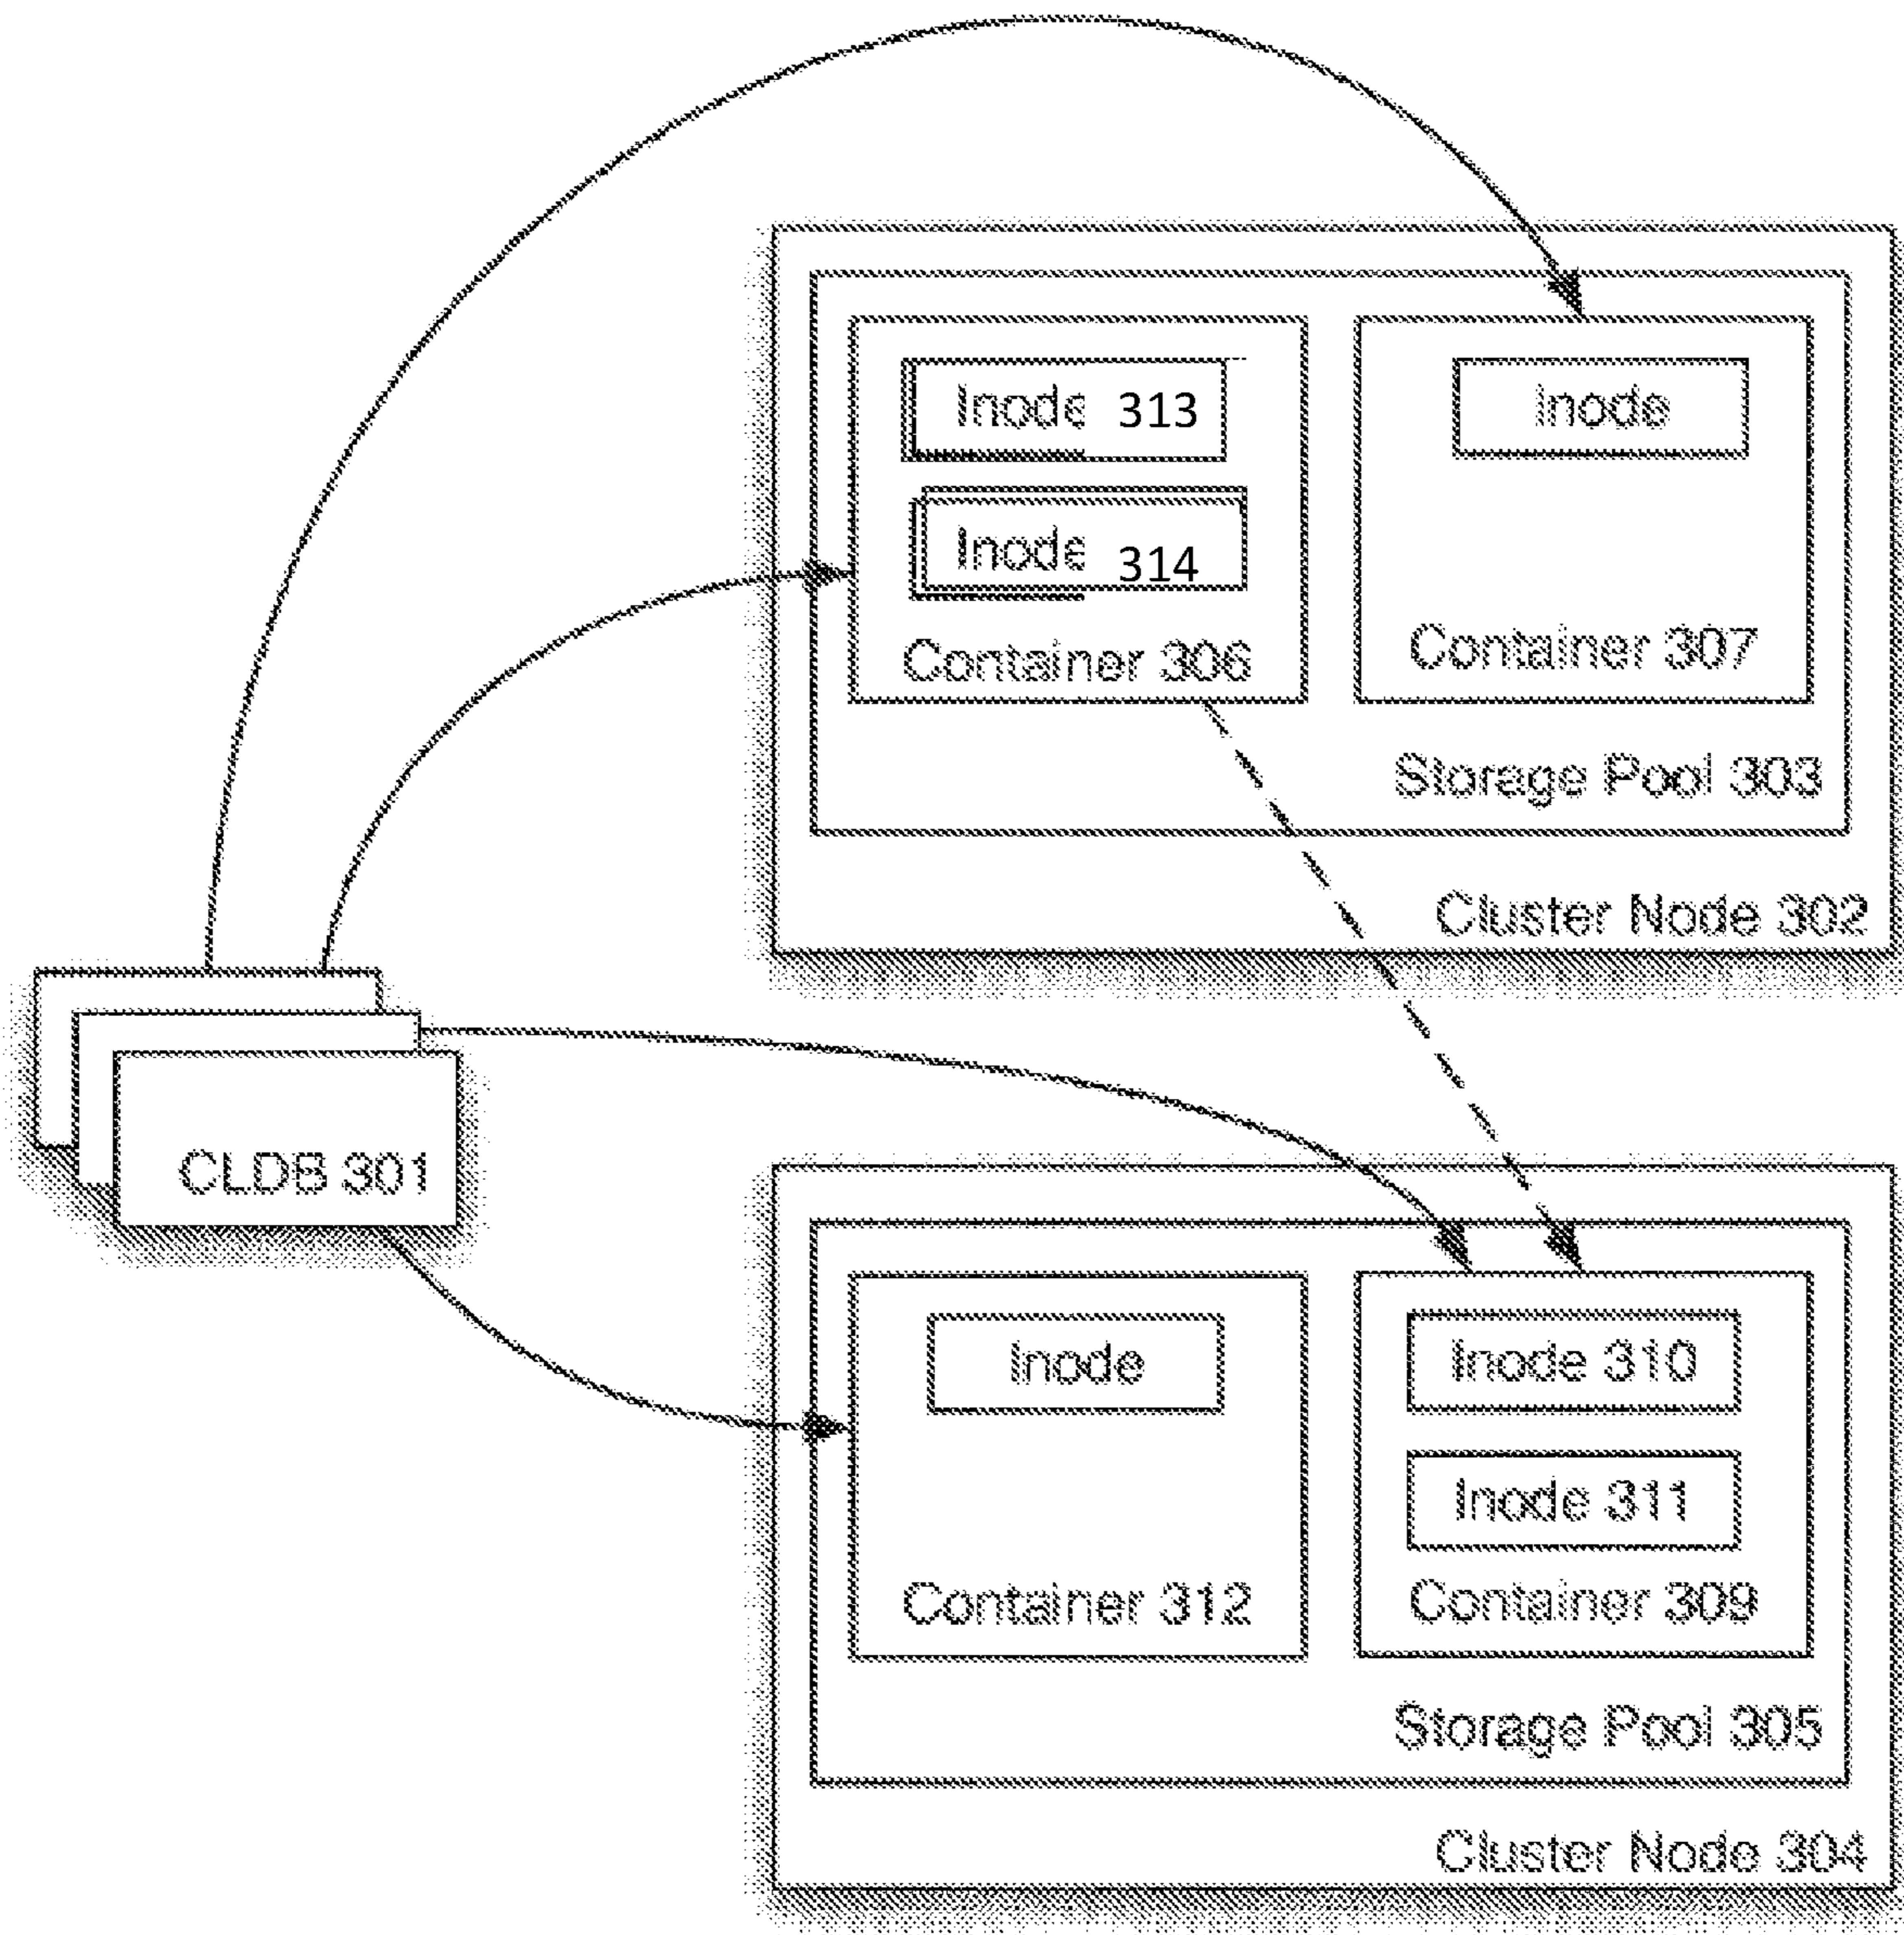 Inode 313
Inode
Inode 314
Container 306
Container 307
Storage Pool 303
Cluster Node 302
CLDB 301
Inode
Inode 310
Inode 311
Container 312
Container 309
Storage Pool 305
Cluster Node 304